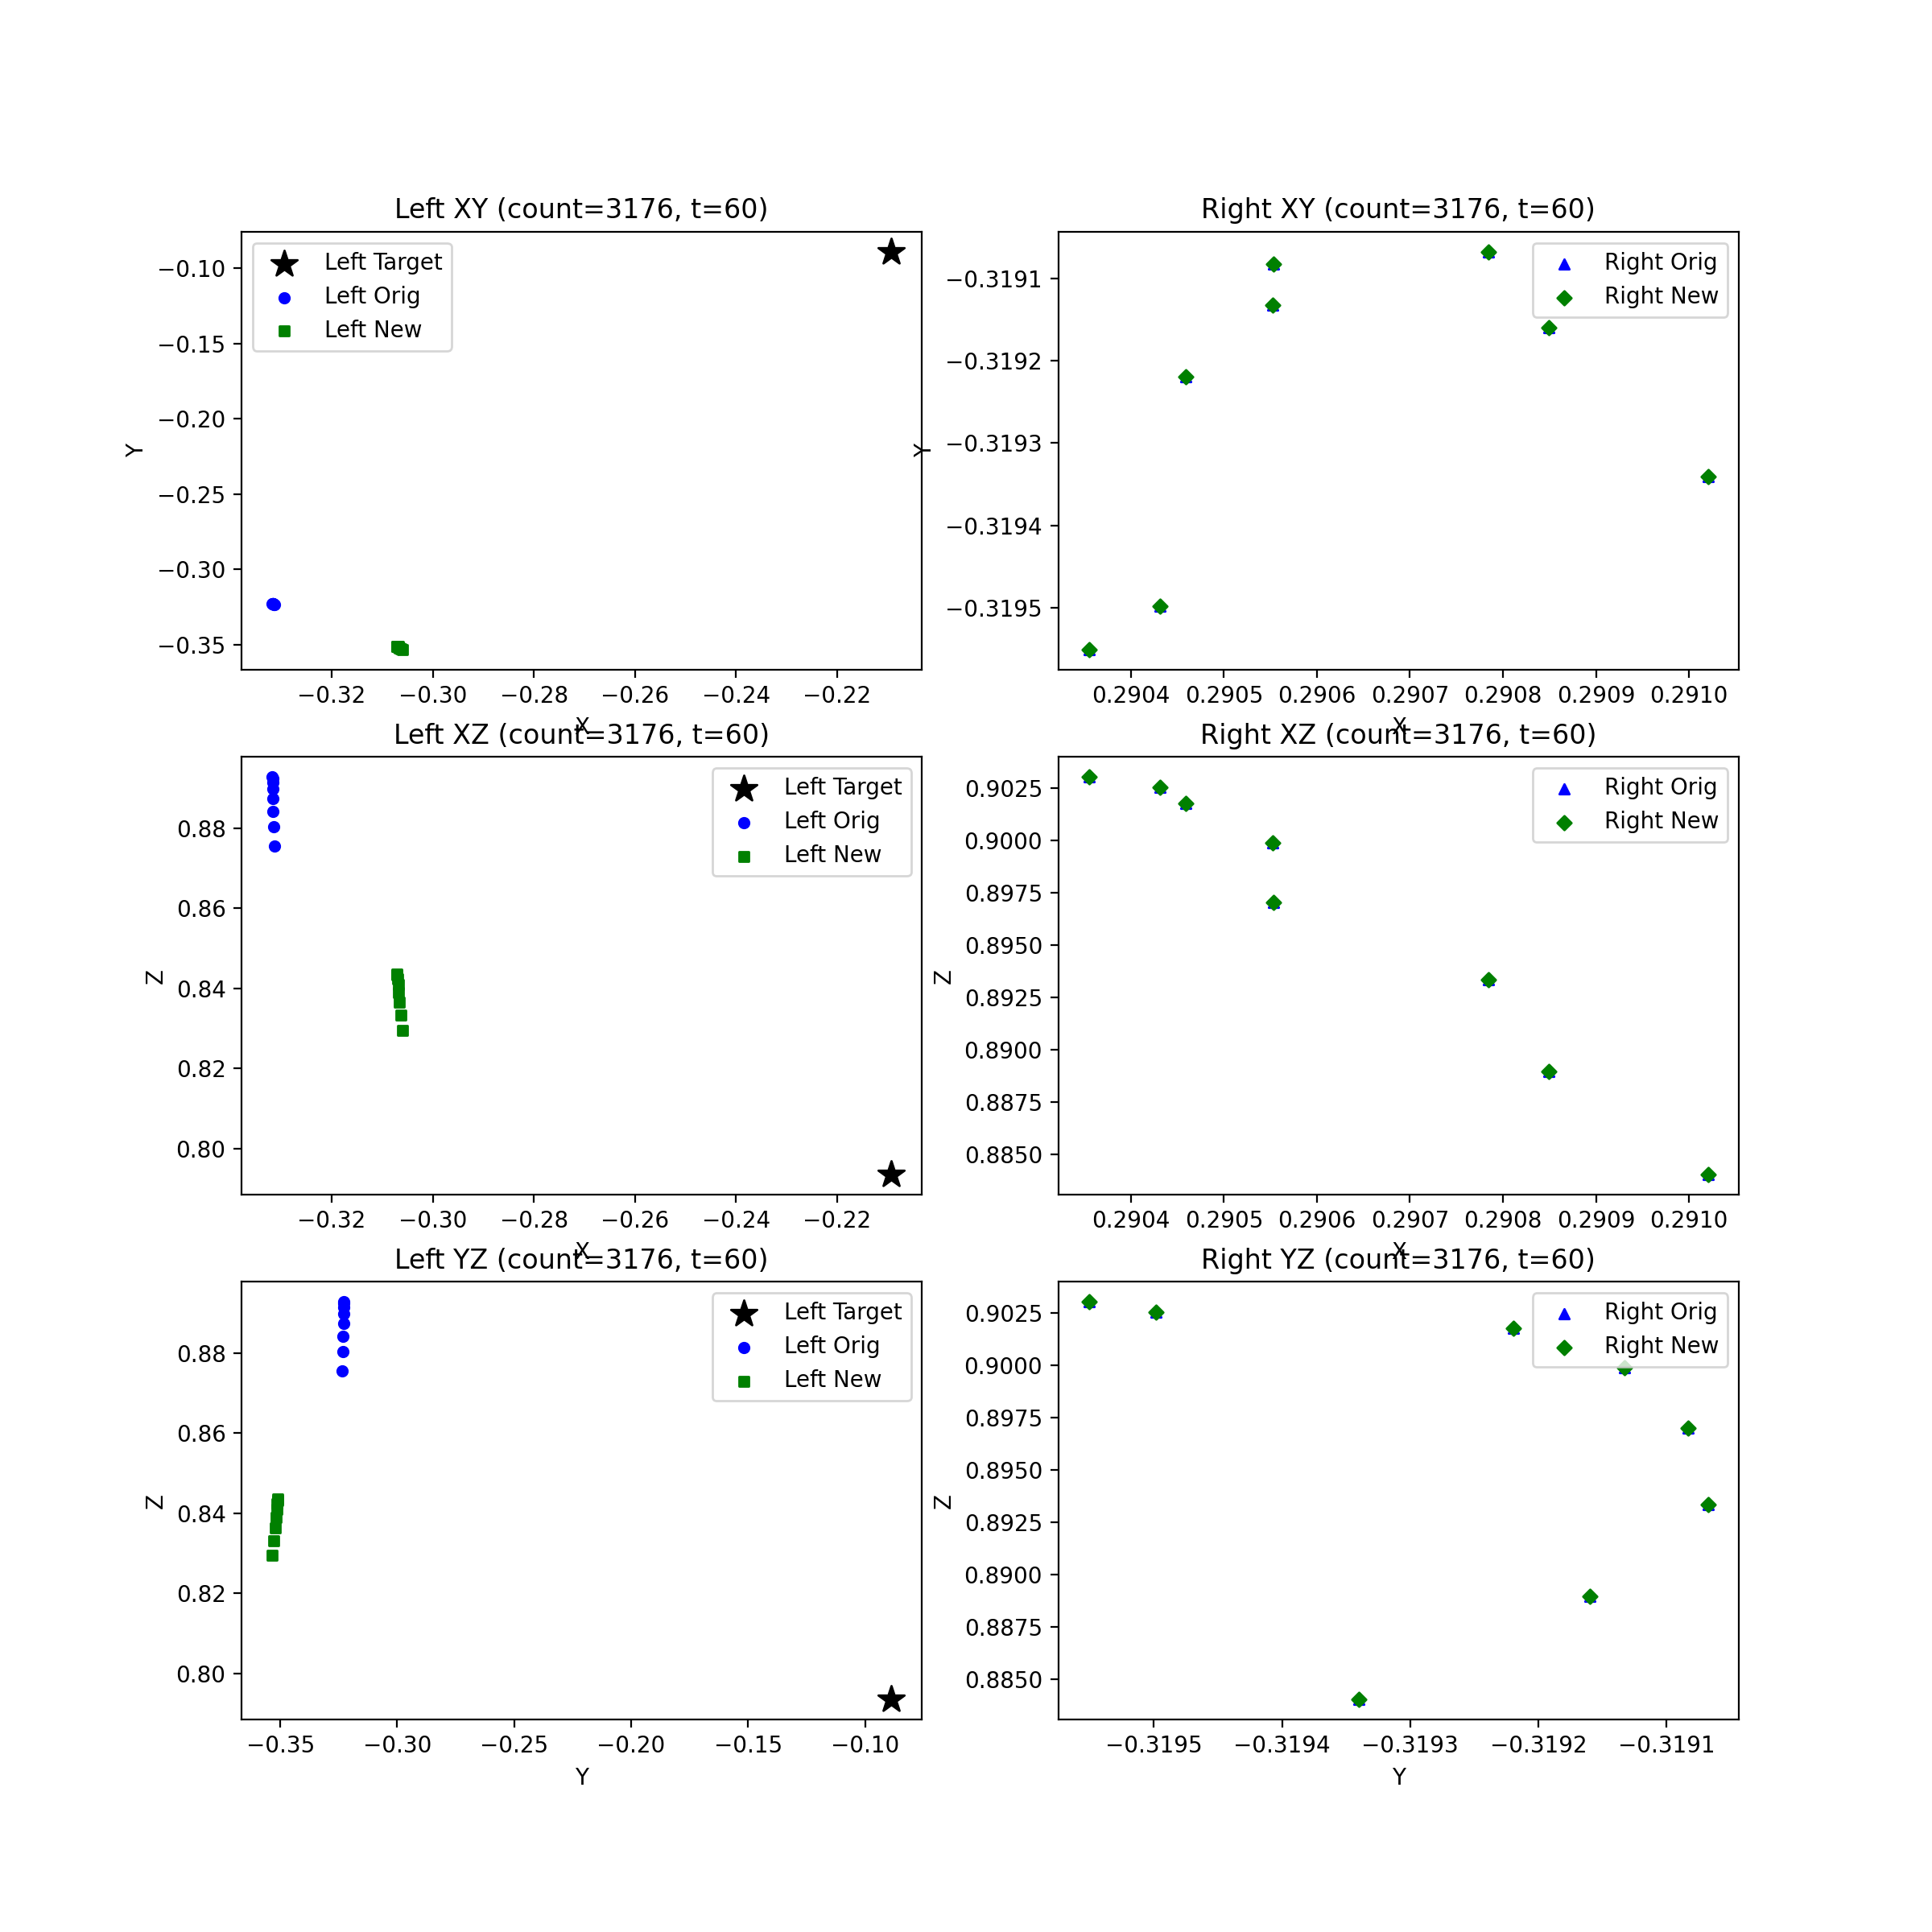 Left XY (count=3176, t=60)
Left Target
Left Orig
Left New
−0.10
−0.15
−0.20
−0.25
−0.30
−0.35
Y
−0.32 −0.30 −0.28 −0.26 −0.24 −0.22
X
Right XY (count=3176, t=60)
Right Orig
Right New
−0.3191
−0.3192
−0.3193
−0.3194
−0.3195
Y
0.2904 0.2905 0.2906 0.2907 0.2908 0.2909 0.2910
X
Left XZ (count=3176, t=60)
Left Target
Left Orig
Left New
0.88
0.86
0.84
0.82
0.80
Z
−0.32 −0.30 −0.28 −0.26 −0.24 −0.22
X
Right XZ (count=3176, t=60)
Right Orig
Right New
0.9025
0.9000
0.8975
0.8950
0.8925
0.8900
0.8875
0.8850
Z
0.2904 0.2905 0.2906 0.2907 0.2908 0.2909 0.2910
X
Left YZ (count=3176, t=60)
Left Target
Left Orig
Left New
0.88
0.86
0.84
0.82
0.80
Z
−0.35 −0.30 −0.25 −0.20 −0.15 −0.10
Y
Right YZ (count=3176, t=60)
Right Orig
Right New
0.9025
0.9000
0.8975
0.8950
0.8925
0.8900
0.8875
0.8850
Z
−0.3195 −0.3194 −0.3193 −0.3192 −0.3191
Y